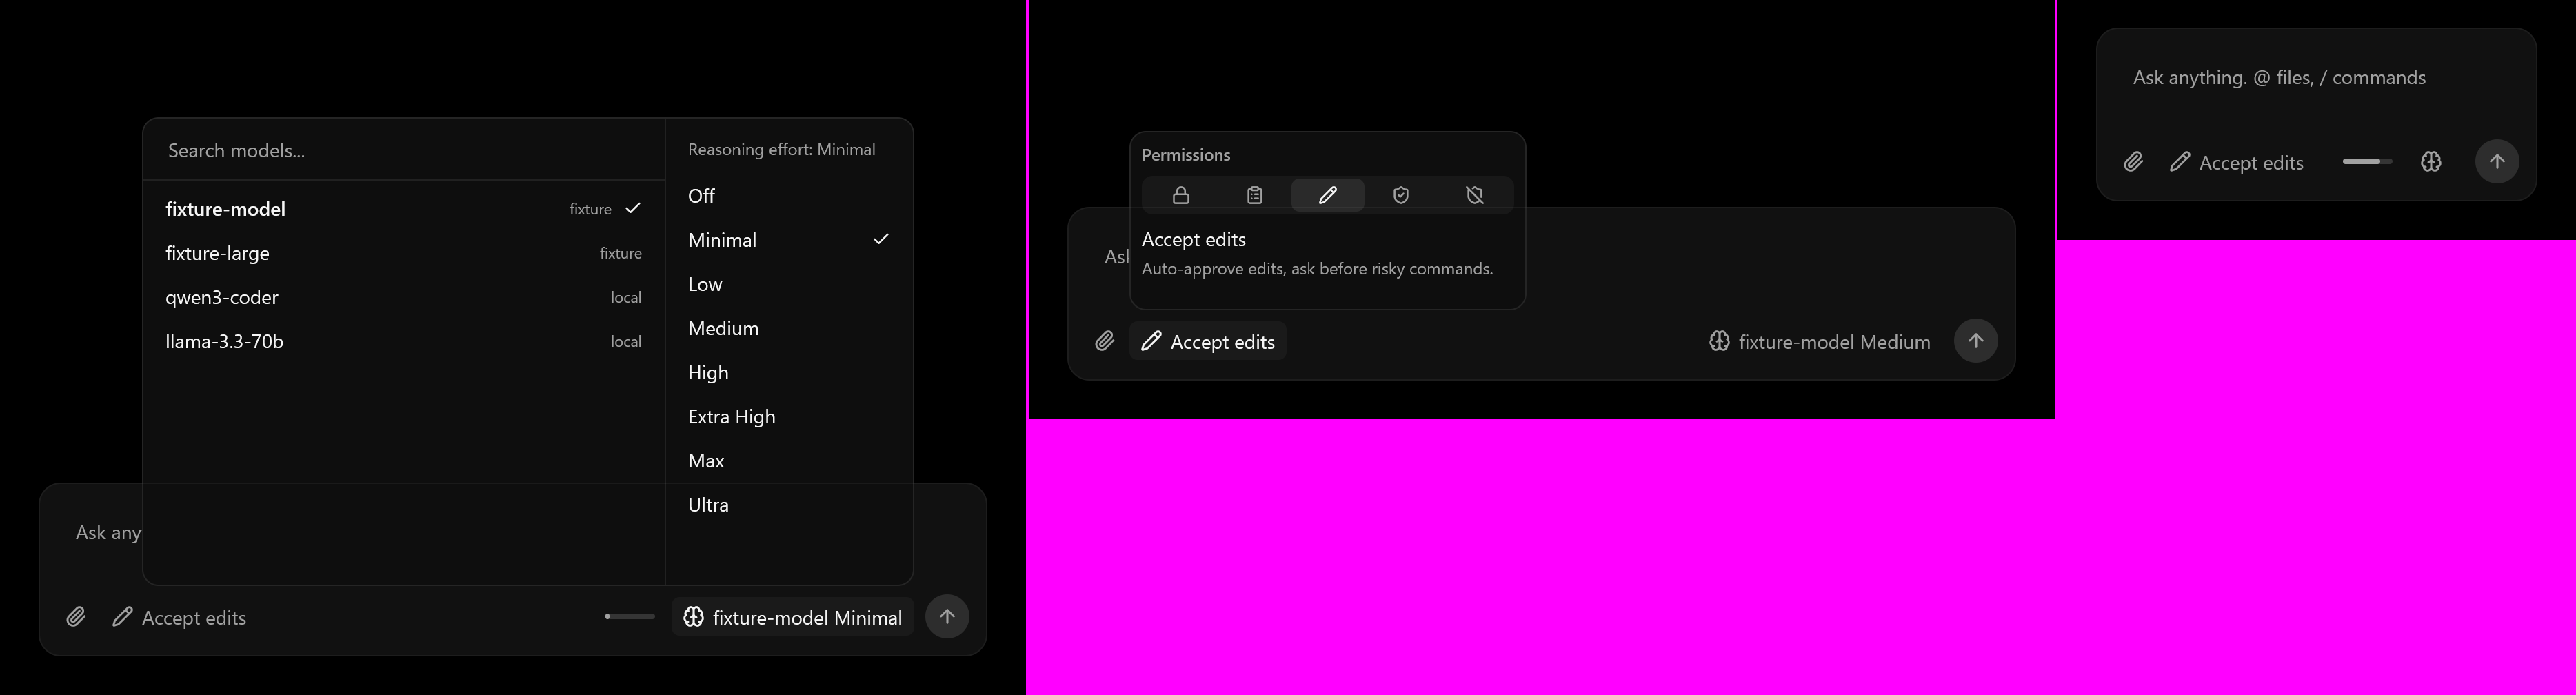 Search models...
fixture-model fixture
fixture-large fixture
qwen3-coder local
llama-3.3-70b local
Reasoning effort: Minimal
Off
Minimal
Low
Medium
High
Extra High
Max
Ultra
Ask any
Accept edits
fixture-model Minimal
Permissions
Accept edits
Auto-approve edits, ask before risky commands.
Ask
Accept edits
fixture-model Medium
Ask anything. @ files, / commands
Accept edits